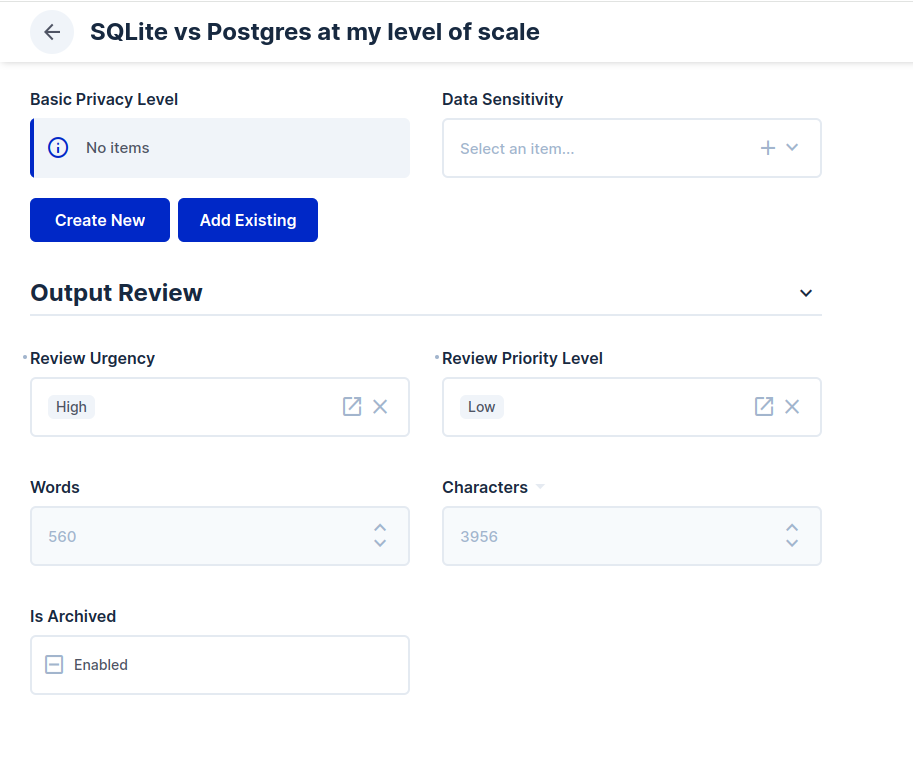 SQLite vs Postgres at my level of scale
Basic Privacy Level
Data Sensitivity
No items
Select an item...
Create New
Add Existing
Output Review
Review Urgency
Review Priority Level
High
Low
Words
Characters
560
3956
Is Archived
Enabled